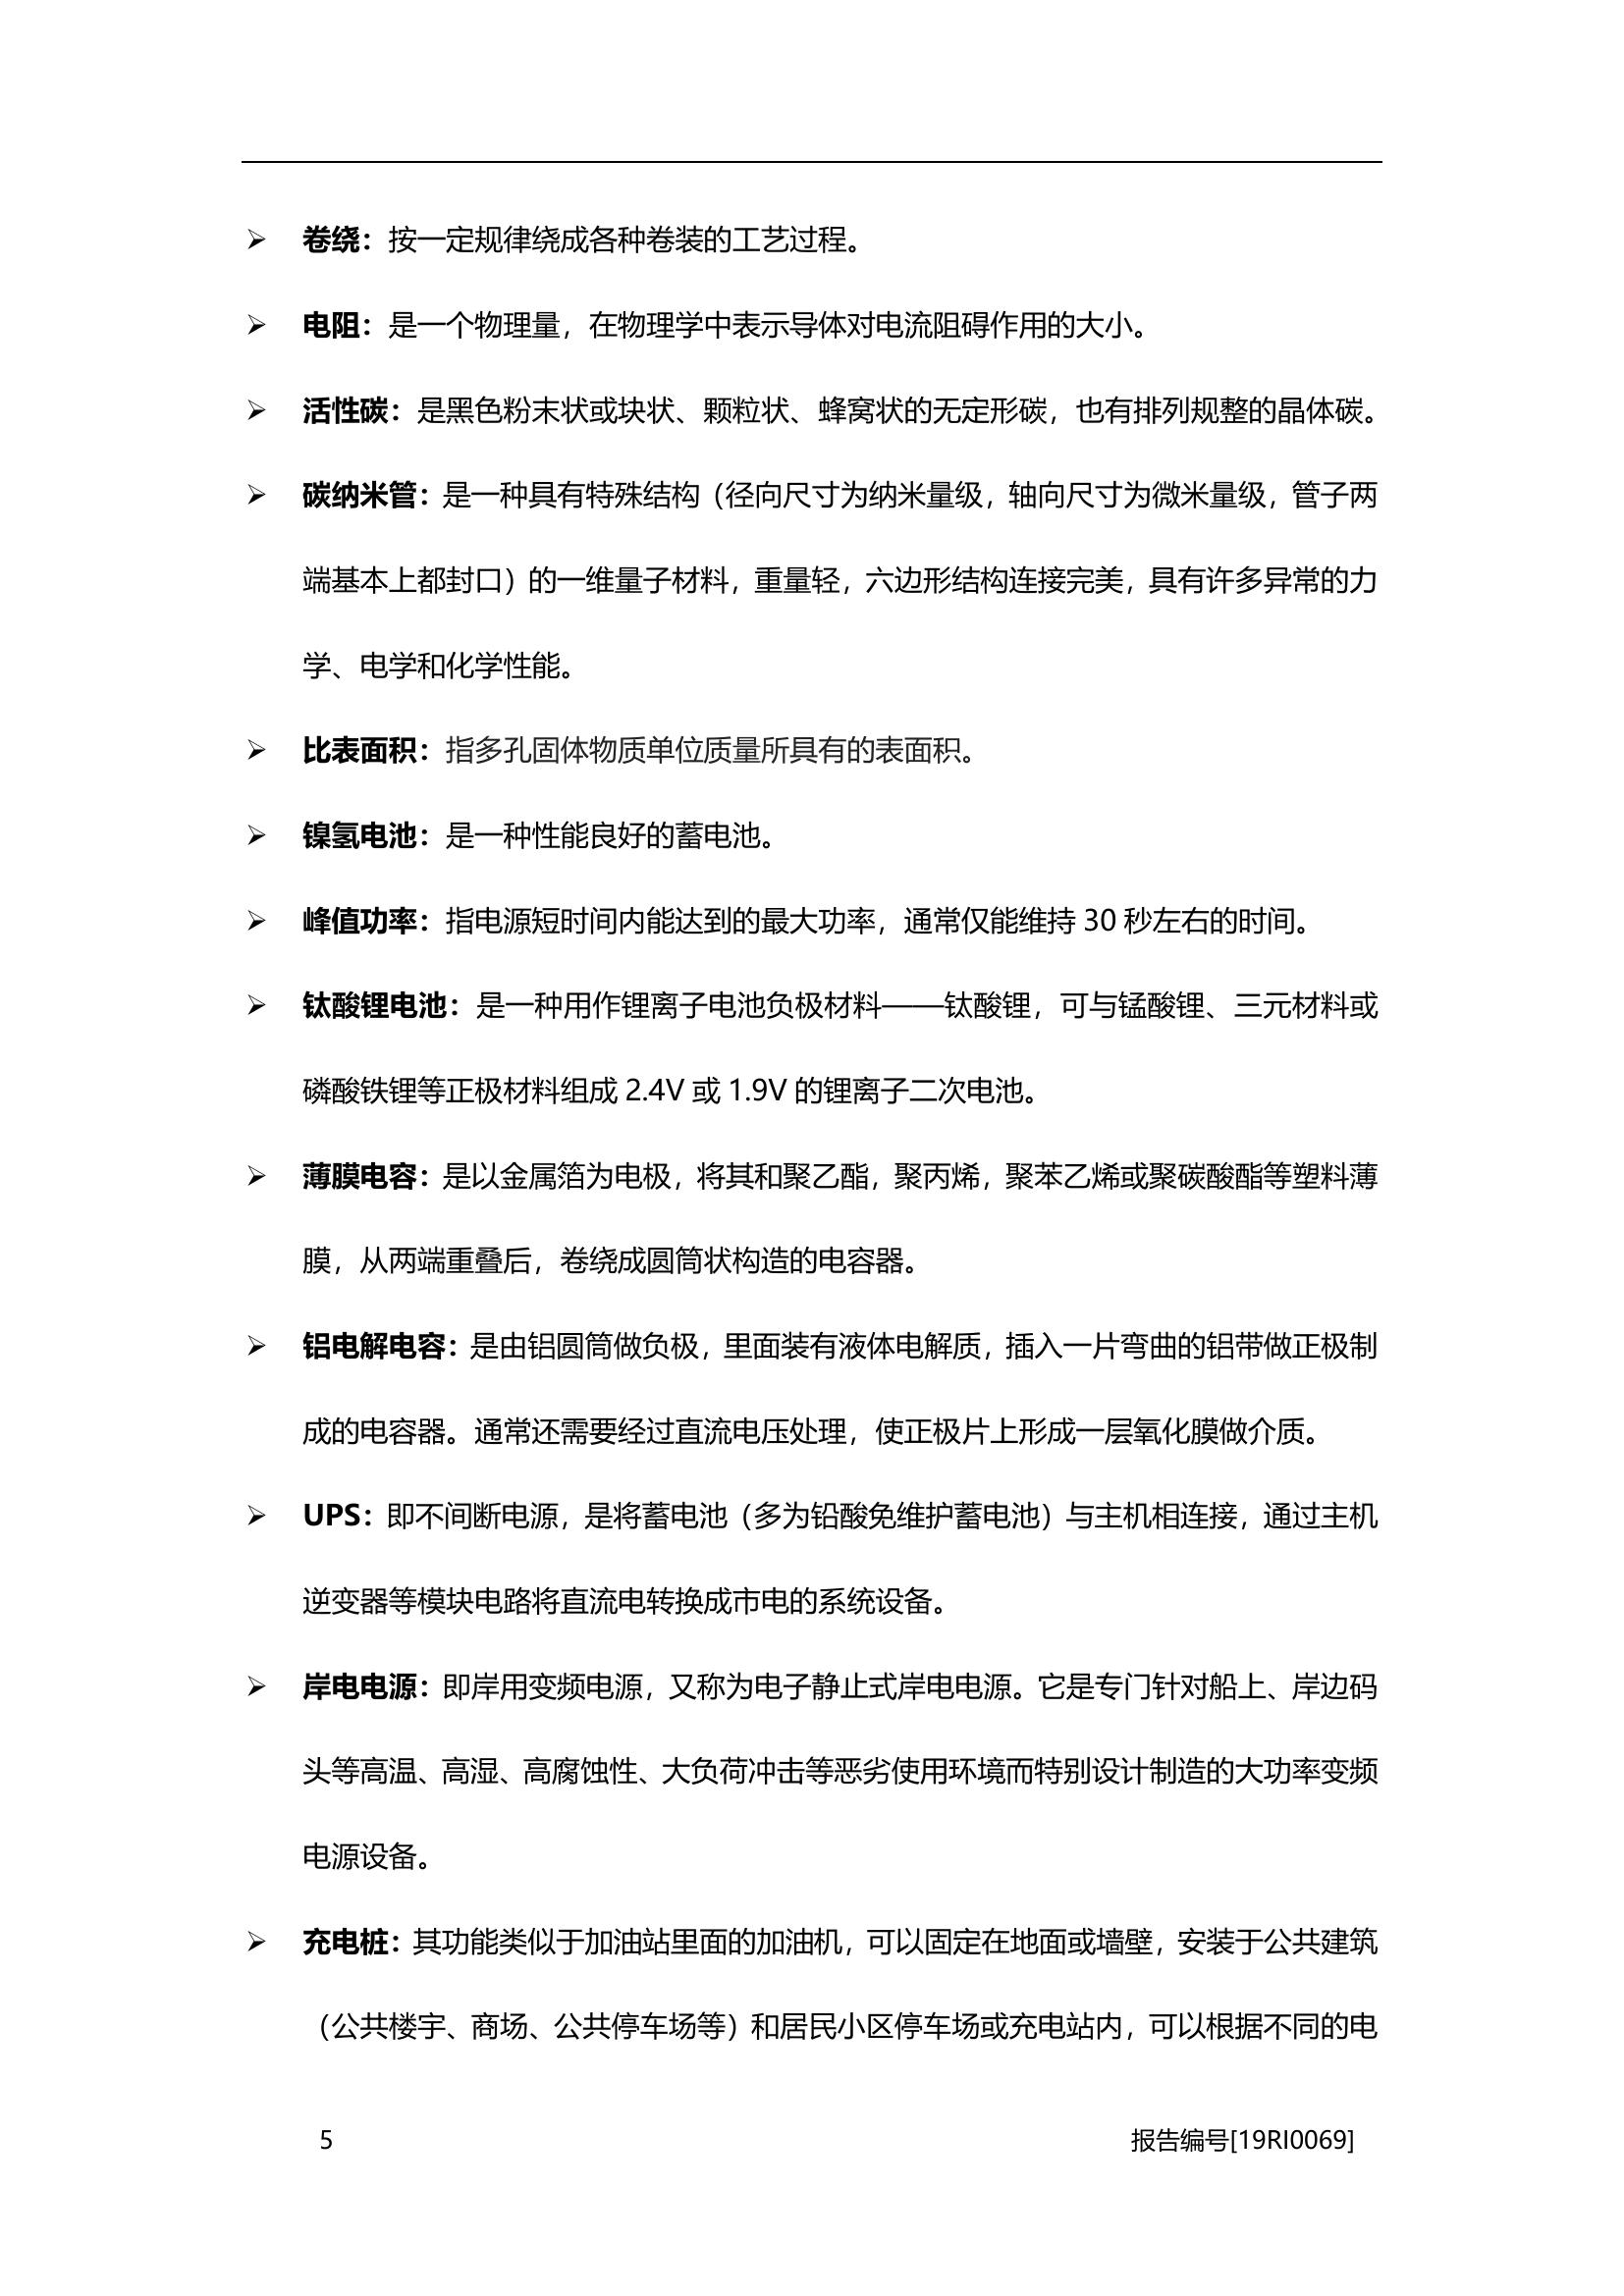 ➢ 卷绕：按一定规律绕成各种卷装的工艺过程。
➢ 电阻：是一个物理量，在物理学中表示导体对电流阻碍作用的大小。
➢ 活性碳：是黑色粉末状或块状、颗粒状、蜂窝状的无定形碳，也有排列规整的晶体碳。
➢ 碳纳米管：是一种具有特殊结构（径向尺寸为纳米量级，轴向尺寸为微米量级，管子两
端基本上都封口）的一维量子材料，重量轻，六边形结构连接完美，具有许多异常的力
学、电学和化学性能。
➢ 比表面积：指多孔固体物质单位质量所具有的表面积。
➢ 镍氢电池：是一种性能良好的蓄电池。
➢ 峰值功率：指电源短时间内能达到的最大功率，通常仅能维持 30 秒左右的时间。
➢ 钛酸锂电池：是一种用作锂离子电池负极材料——钛酸锂，可与锰酸锂、三元材料或
磷酸铁锂等正极材料组成 2.4V 或 1.9V 的锂离子二次电池。
➢ 薄膜电容：是以金属箔为电极，将其和聚乙酯，聚丙烯，聚苯乙烯或聚碳酸酯等塑料薄
膜，从两端重叠后，卷绕成圆筒状构造的电容器。
➢ 铝电解电容：是由铝圆筒做负极，里面装有液体电解质，插入一片弯曲的铝带做正极制
成的电容器。通常还需要经过直流电压处理，使正极片上形成一层氧化膜做介质。
➢ UPS：即不间断电源，是将蓄电池（多为铅酸免维护蓄电池）与主机相连接，通过主机
逆变器等模块电路将直流电转换成市电的系统设备。
➢ 岸电电源：即岸用变频电源，又称为电子静止式岸电电源。它是专门针对船上、岸边码
头等高温、高湿、高腐蚀性、大负荷冲击等恶劣使用环境而特别设计制造的大功率变频
电源设备。
➢ 充电桩：其功能类似于加油站里面的加油机，可以固定在地面或墙壁，安装于公共建筑
（公共楼宇、商场、公共停车场等）和居民小区停车场或充电站内，可以根据不同的电
5 报告编号[19RI0069]